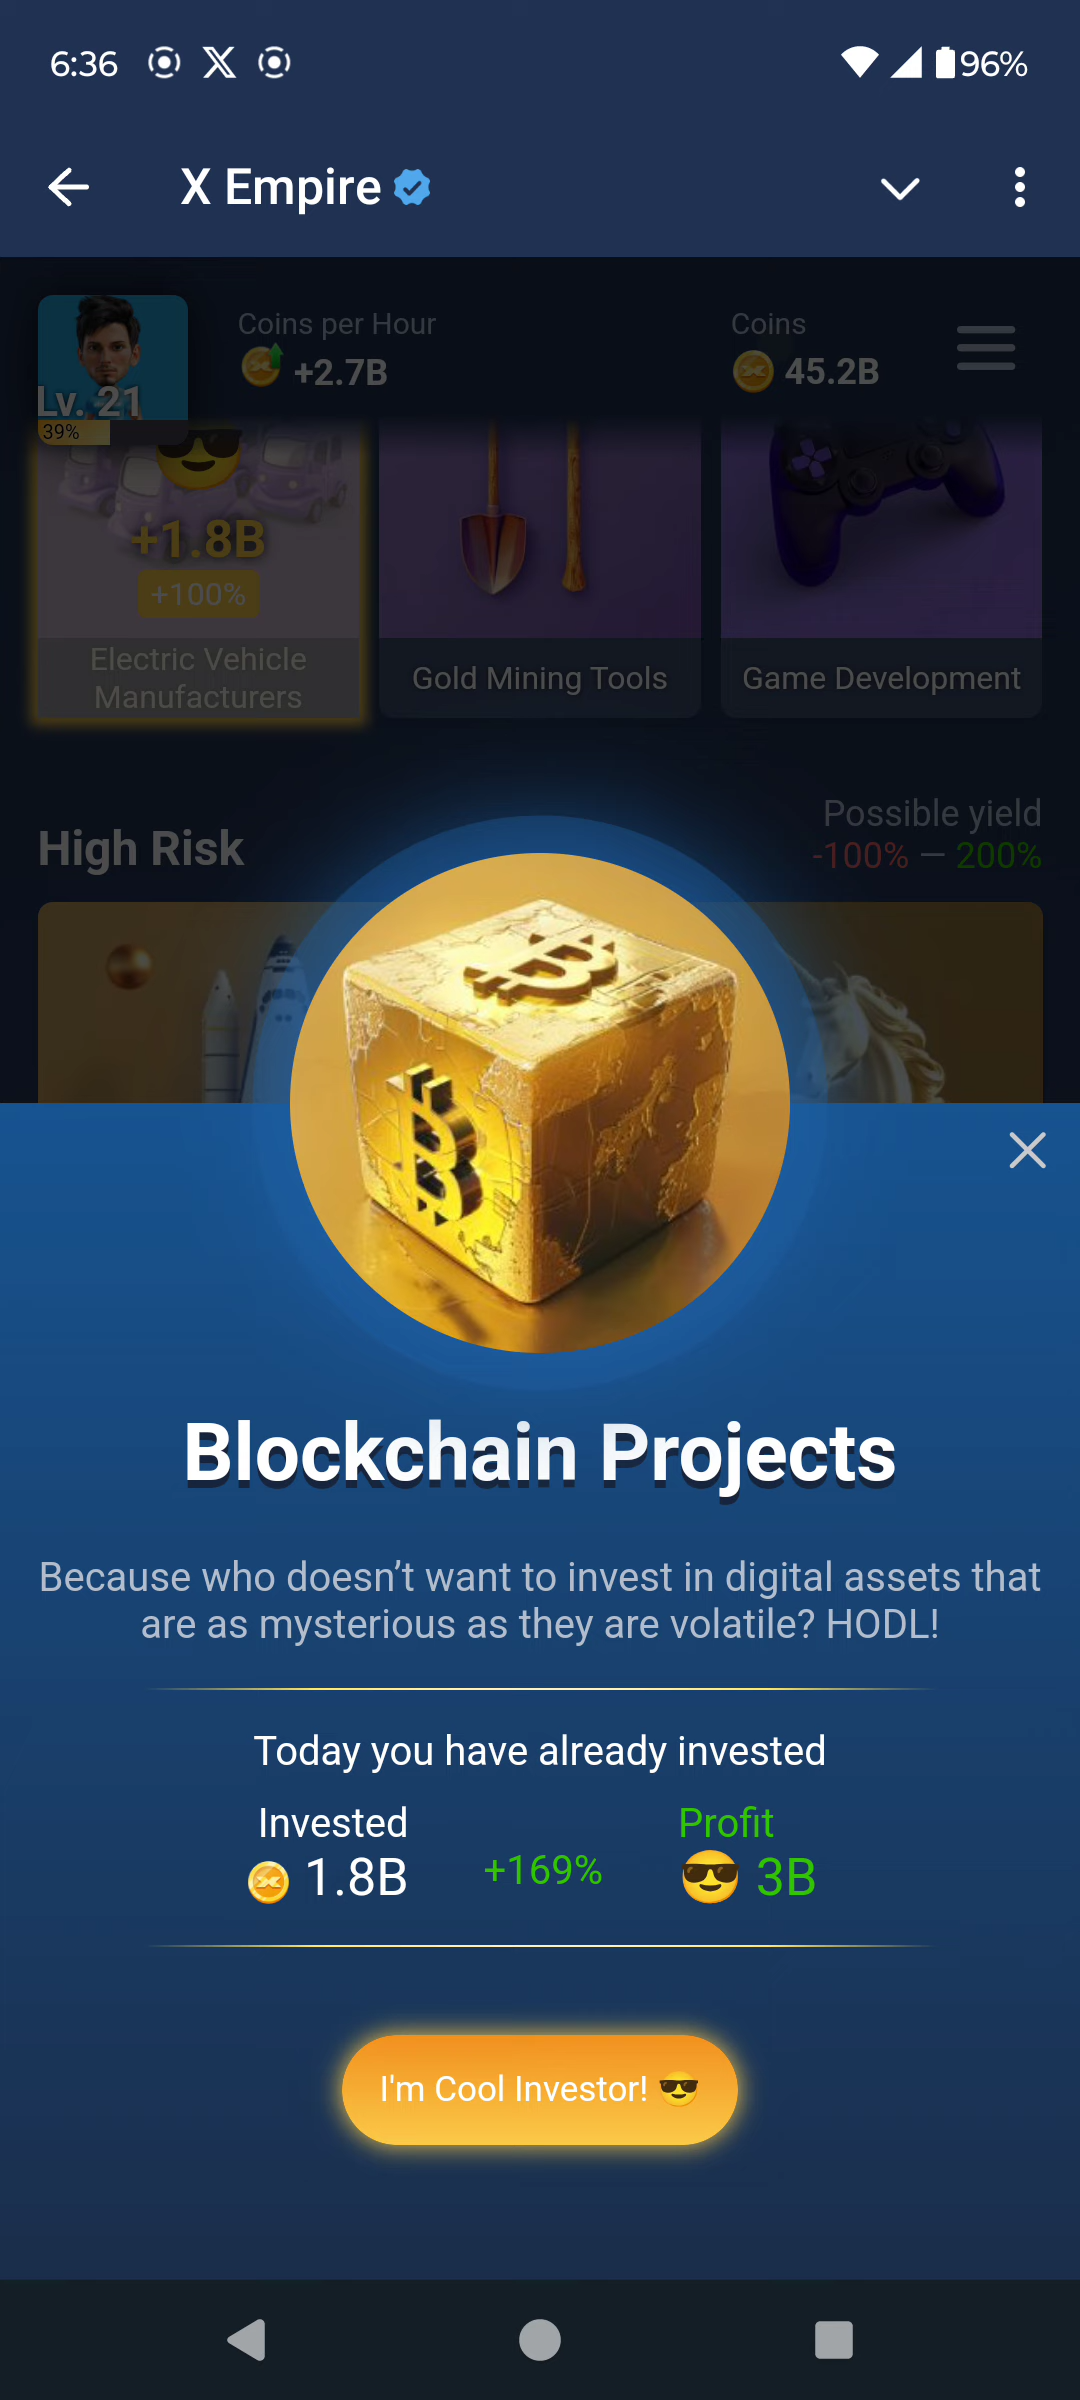 6:36
96%
X Empire
Coins per Hour
+2.7B
Coins
45.2B
Lv. 21
39%
+1.8B
+100%
Electric Vehicle
Manufacturers
Gold Mining Tools
Game Development
High Risk
Possible yield
-100% — 200%
Blockchain Projects
Because who doesn’t want to invest in digital assets that
are as mysterious as they are volatile? HODL!
Today you have already invested
Invested
1.8B
+169%
Profit
3B
I'm Cool Investor! 😎